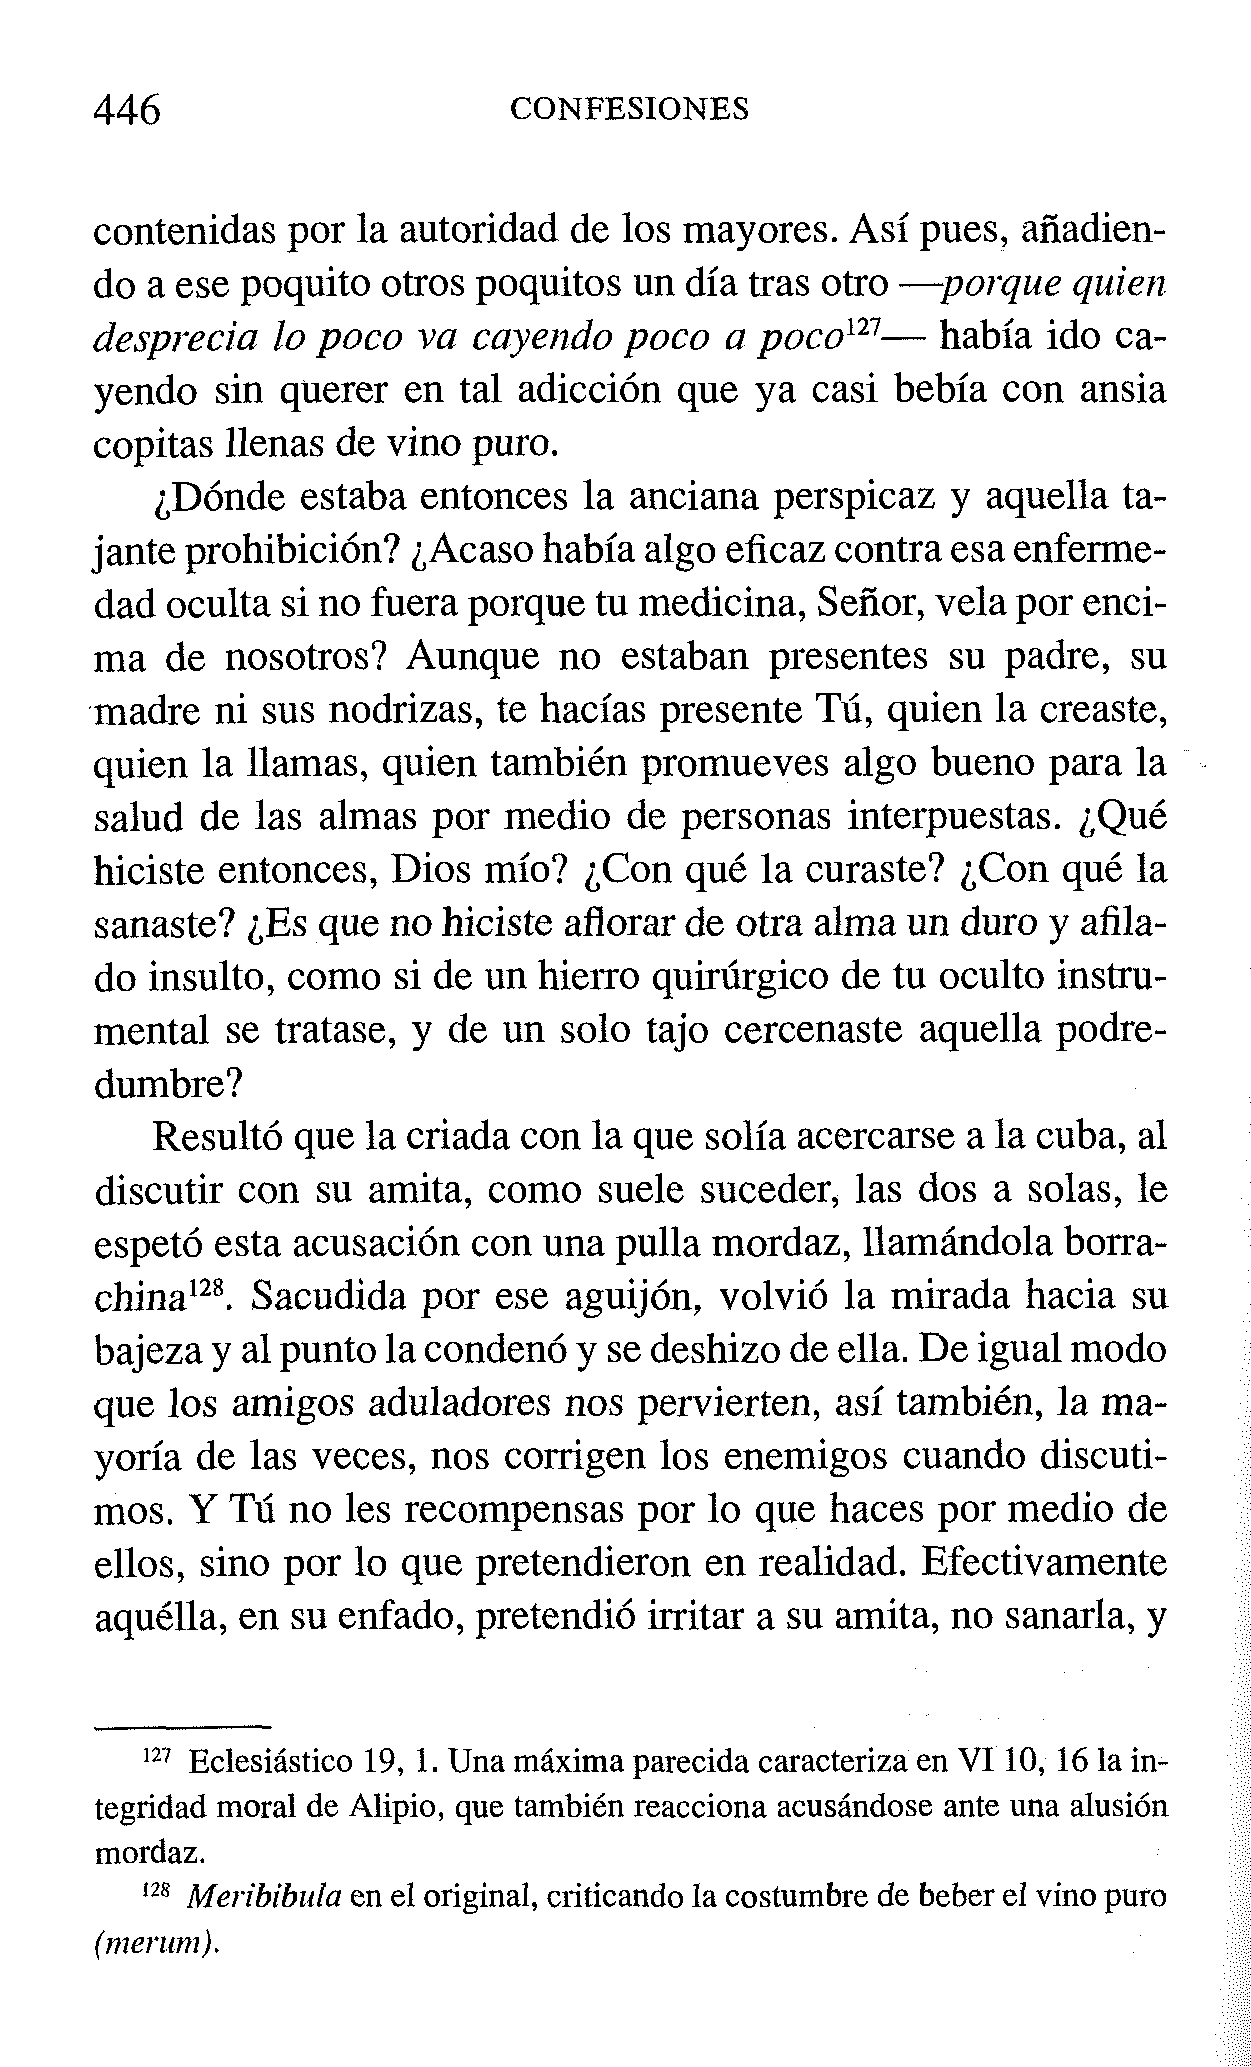 446 CONFESIONES
contenidas por la autoridad de los mayores. Así pues, añadien-
do a ese poquito otros poquitos un día tras otro —porque quien
desprecia lo poco va cayendo poco a poco¹²⁷— había ido ca-
yendo sin querer en tal adicción que ya casi bebía con ansia
copitas llenas de vino puro.
¿Dónde estaba entonces la anciana perspicaz y aquella ta-
jante prohibición? ¿Acaso había algo eficaz contra esa enferme-
dad oculta si no fuera porque tu medicina, Señor, vela por enci-
ma de nosotros? Aunque no estaban presentes su padre, su
madre ni sus nodrizas, te hacías presente Tú, quien la creaste,
quien la llamas, quien también promueves algo bueno para la
salud de las almas por medio de personas interpuestas. ¿Qué
hiciste entonces, Dios mío? ¿Con qué la curaste? ¿Con qué la
sanaste? ¿Es que no hiciste aflorar de otra alma un duro y afila-
do insulto, como si de un hierro quirúrgico de tu oculto instru-
mental se tratase, y de un solo tajo cercenaste aquella podre-
dumbre?
Resultó que la criada con la que solía acercarse a la cuba, al
discutir con su amita, como suele suceder, las dos a solas, le
espetó esta acusación con una pulla mordaz, llamándola borra-
china¹²⁸. Sacudida por ese aguijón, volvió la mirada hacia su
bajeza y al punto la condenó y se deshizo de ella. De igual modo
que los amigos aduladores nos pervierten, así también, la ma-
yoría de las veces, nos corrigen los enemigos cuando discuti-
mos. Y Tú no les recompensas por lo que haces por medio de
ellos, sino por lo que pretendieron en realidad. Efectivamente
aquélla, en su enfado, pretendió irritar a su amita, no sanarla, y
¹²⁷ Eclesiástico 19, 1. Una máxima parecida caracteriza en VI 10, 16 la in-
tegridad moral de Alipio, que también reacciona acusándose ante una alusión
mordaz.
¹²⁸ Meribibula en el original, criticando la costumbre de beber el vino puro
(merum).